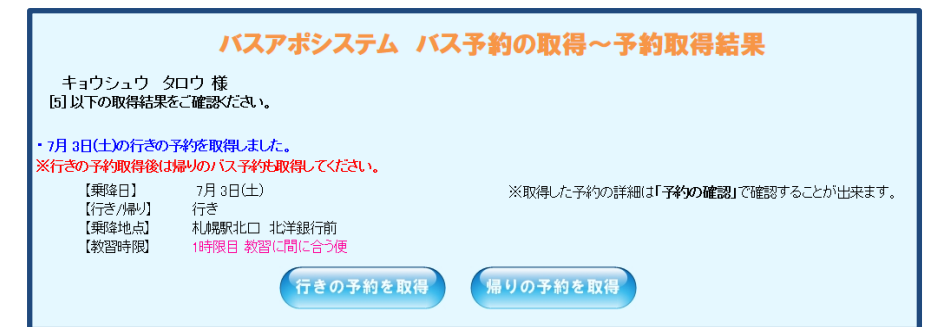 バスアポシステム バス予約の取得～予約取得結果
キョウシュウ タロウ 様
[5] 以下の取得結果をご確認ください。
・7月 3日(土)の行きの予約を取得しました。
※行きの予約取得後は帰りのバス予約も取得してください。
【乗降日】 7月 3日(土) ※取得した予約の詳細は「予約の確認」で確認することが出来ます。
【行き/帰り】 行き
【乗降地点】 札幌駅北口 北洋銀行前
【教習時限】 1時限目 教習に間に合う便
行きの予約を取得 帰りの予約を取得